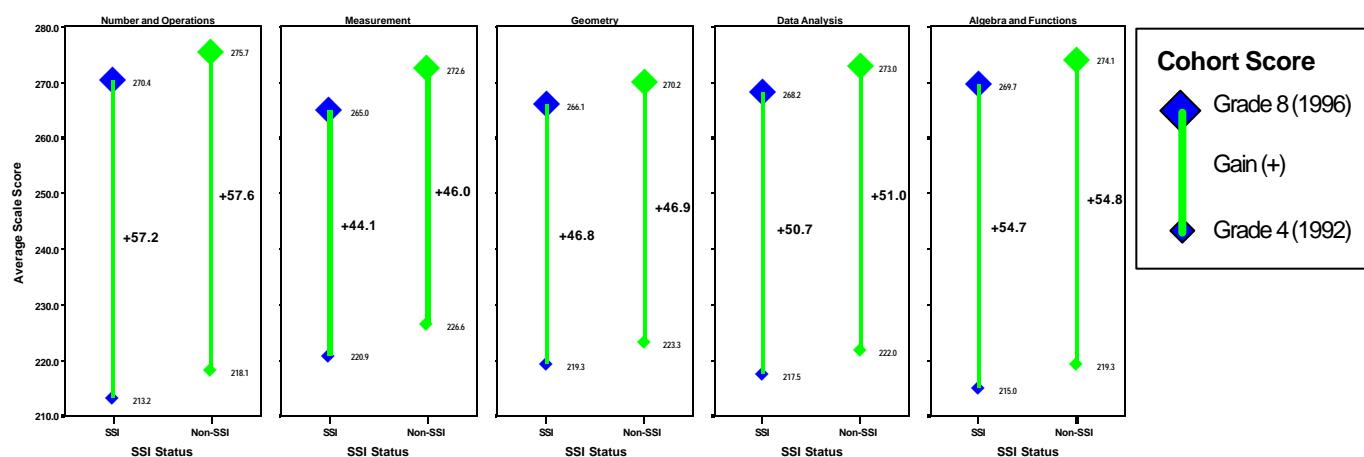 Number and Operations
Measurement
Geometry
Data Analysis
Algebra and Functions
Average Scale Score
280.0
270.0
260.0
250.0
240.0
230.0
220.0
210.0
270.4
275.7
+57.2
+57.6
213.2
218.1
SSI
Non-SSI
SSI Status
265.0
272.6
+44.1
+46.0
220.9
226.6
SSI
Non-SSI
SSI Status
266.1
270.2
+46.8
+46.9
219.3
223.3
SSI
Non-SSI
SSI Status
268.2
273.0
+50.7
+51.0
217.5
222.0
SSI
Non-SSI
SSI Status
269.7
274.1
+54.7
+54.8
215.0
219.3
SSI
Non-SSI
SSI Status
Cohort Score
Grade 8 (1996)
Gain (+)
Grade 4 (1992)